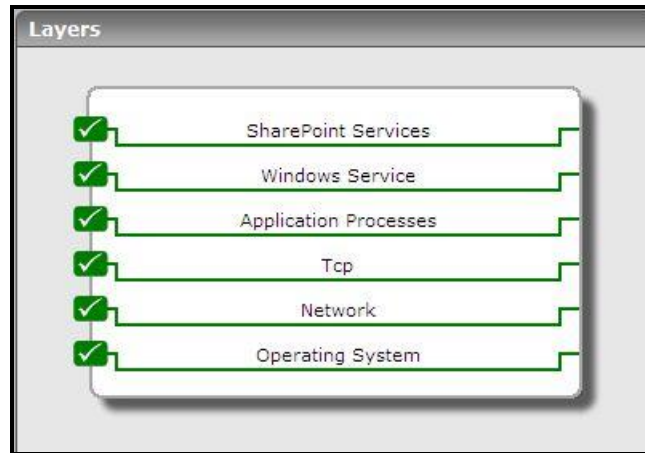 Layers
SharePoint Services
Windows Service
Application Processes
Tcp
Network
Operating System